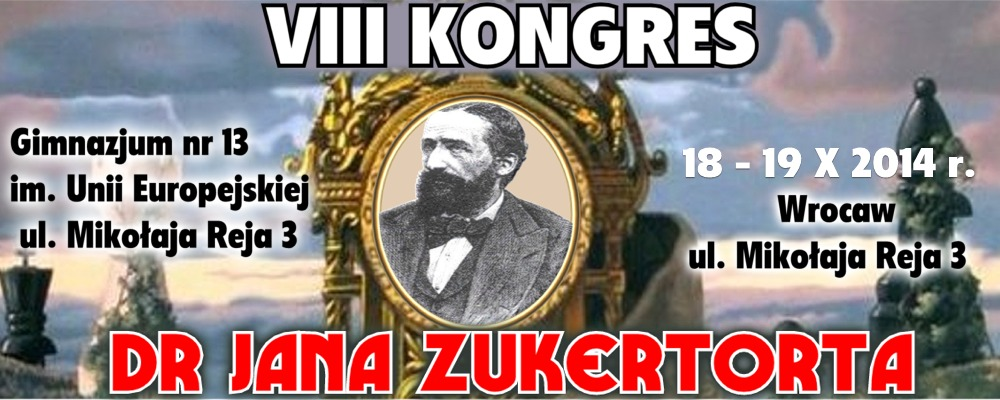 VIII KONGRES
Gimnazjum nr 13
im. Unii Europejskiej
ul. Mikołaja Reja 3
18 - 19 X 2014 r.
Wrocaw
ul. Mikołaja Reja 3
DR JANA ZUKERTORTA